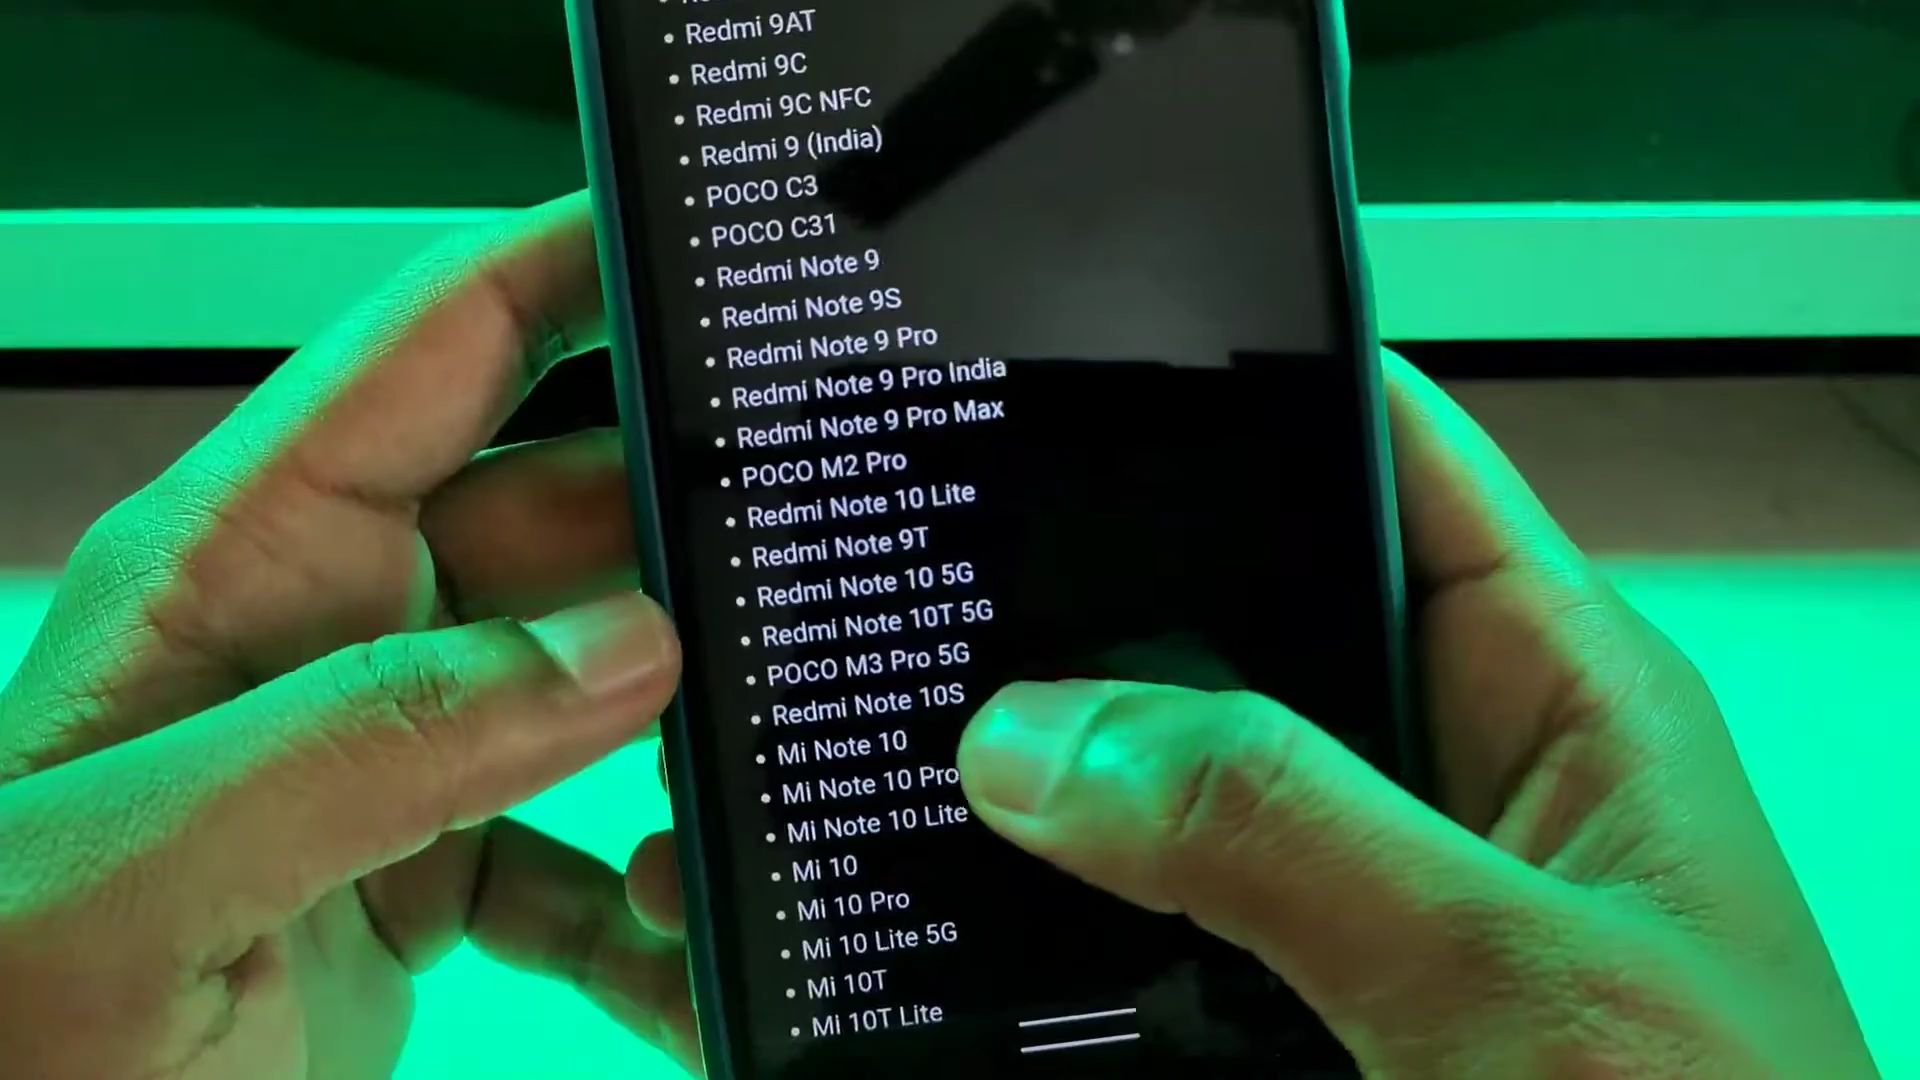 Redmi 9AT
Redmi 9C
Redmi 9C NFC
Redmi 9 (India)
POCO C3
POCO C31
Redmi Note 9
Redmi Note 9S
Redmi Note 9 Pro
Redmi Note 9 Pro India
Redmi Note 9 Pro Max
POCO M2 Pro
Redmi Note 10 Lite
Redmi Note 9T
Redmi Note 10 5G
Redmi Note 10T 5G
POCO M3 Pro 5G
Redmi Note 10S
Mi Note 10
Mi Note 10 Pro
Mi Note 10 Lite
Mi 10
Mi 10 Pro
Mi 10 Lite 5G
Mi 10T
Mi 10T Lite